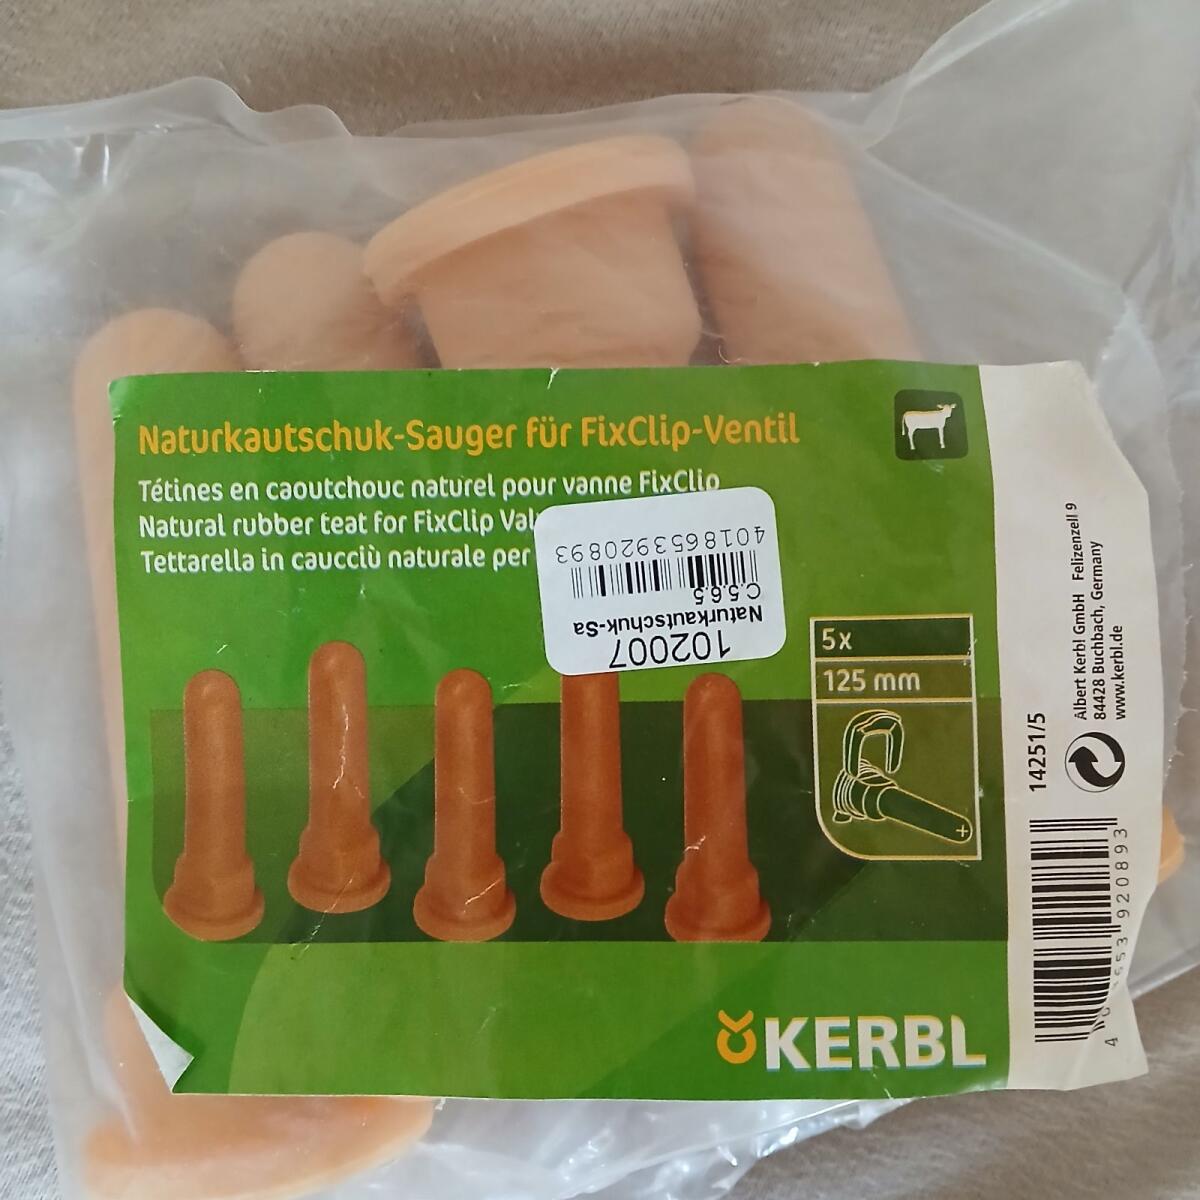 Naturkautschuk-Sauger für FixClip-Ventil
Tétines en caoutchouc naturel pour vanne FixClip
Natural rubber teat for FixClip
Tettarella in caucciù naturale per
102007
Naturkautschuk-Sa
C.5.6.5
4018653920893
5x
125 mm
KERBL
14251/5
Albert Kerbl GmbH Felizenzell 9
84428 Buchbach, Germany
www.kerbl.de